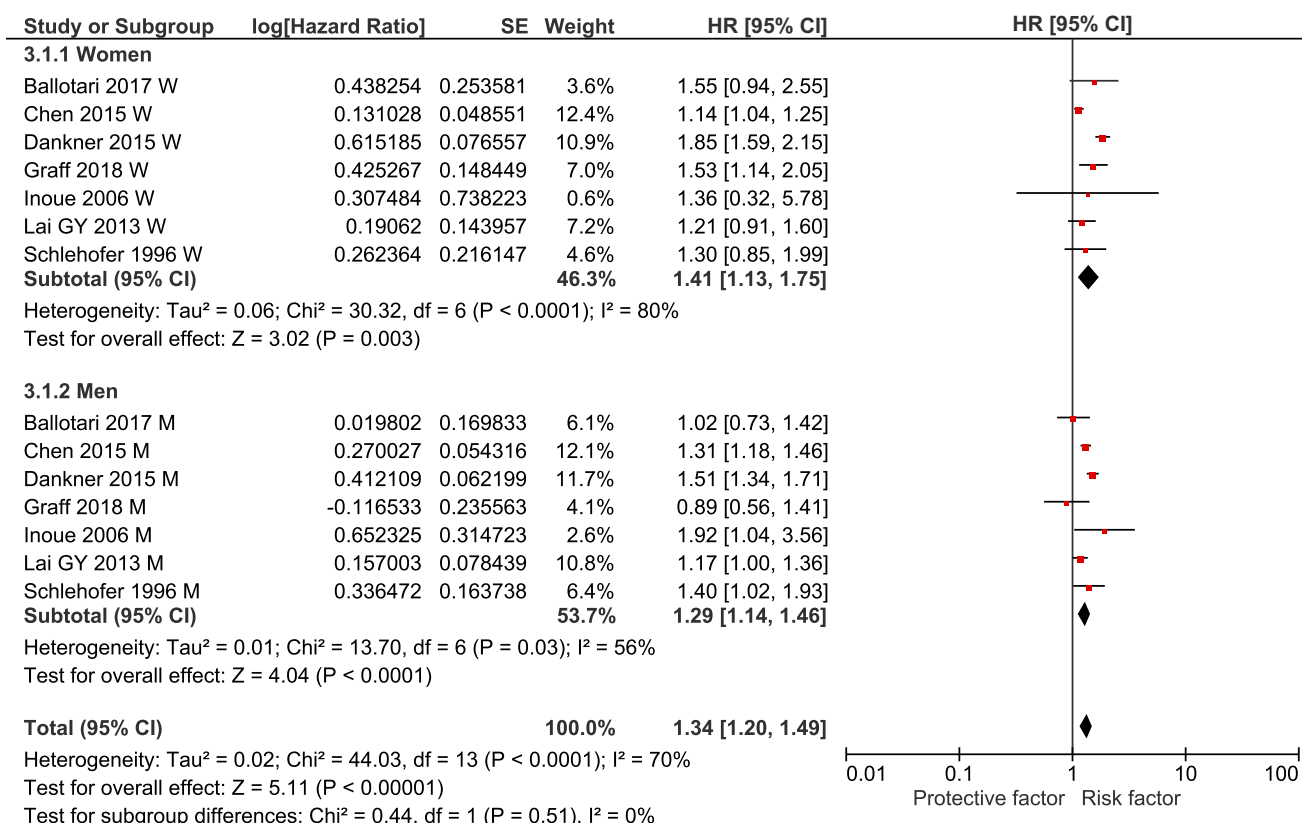 Study or Subgroup log[Hazard Ratio] SE Weight HR [95% CI] HR [95% CI]
3.1.1 Women
Ballotari 2017 W 0.438254 0.253581 3.6% 1.55 [0.94, 2.55]
Chen 2015 W 0.131028 0.048551 12.4% 1.14 [1.04, 1.25]
Dankner 2015 W 0.615185 0.076557 10.9% 1.85 [1.59, 2.15]
Graff 2018 W 0.425267 0.148449 7.0% 1.53 [1.14, 2.05]
Inoue 2006 W 0.307484 0.738223 0.6% 1.36 [0.32, 5.78]
Lai GY 2013 W 0.19062 0.143957 7.2% 1.21 [0.91, 1.60]
Schlehofer 1996 W 0.262364 0.216147 4.6% 1.30 [0.85, 1.99]
Subtotal (95% CI) 46.3% 1.41 [1.13, 1.75]
Heterogeneity: Tau² = 0.06; Chi² = 30.32, df = 6 (P < 0.0001); I² = 80%
Test for overall effect: Z = 3.02 (P = 0.003)
3.1.2 Men
Ballotari 2017 M 0.019802 0.169833 6.1% 1.02 [0.73, 1.42]
Chen 2015 M 0.270027 0.054316 12.1% 1.31 [1.18, 1.46]
Dankner 2015 M 0.412109 0.062199 11.7% 1.51 [1.34, 1.71]
Graff 2018 M -0.116533 0.235563 4.1% 0.89 [0.56, 1.41]
Inoue 2006 M 0.652325 0.314723 2.6% 1.92 [1.04, 3.56]
Lai GY 2013 M 0.157003 0.078439 10.8% 1.17 [1.00, 1.36]
Schlehofer 1996 M 0.336472 0.163738 6.4% 1.40 [1.02, 1.93]
Subtotal (95% CI) 53.7% 1.29 [1.14, 1.46]
Heterogeneity: Tau² = 0.01; Chi² = 13.70, df = 6 (P = 0.03); I² = 56%
Test for overall effect: Z = 4.04 (P < 0.0001)
Total (95% CI) 100.0% 1.34 [1.20, 1.49]
Heterogeneity: Tau² = 0.02; Chi² = 44.03, df = 13 (P < 0.0001); I² = 70%
Test for overall effect: Z = 5.11 (P < 0.00001)
Test for subgroup differences: Chi² = 0.44, df = 1 (P = 0.51), I² = 0%
0.01 0.1 1 10 100
Protective factor Risk factor